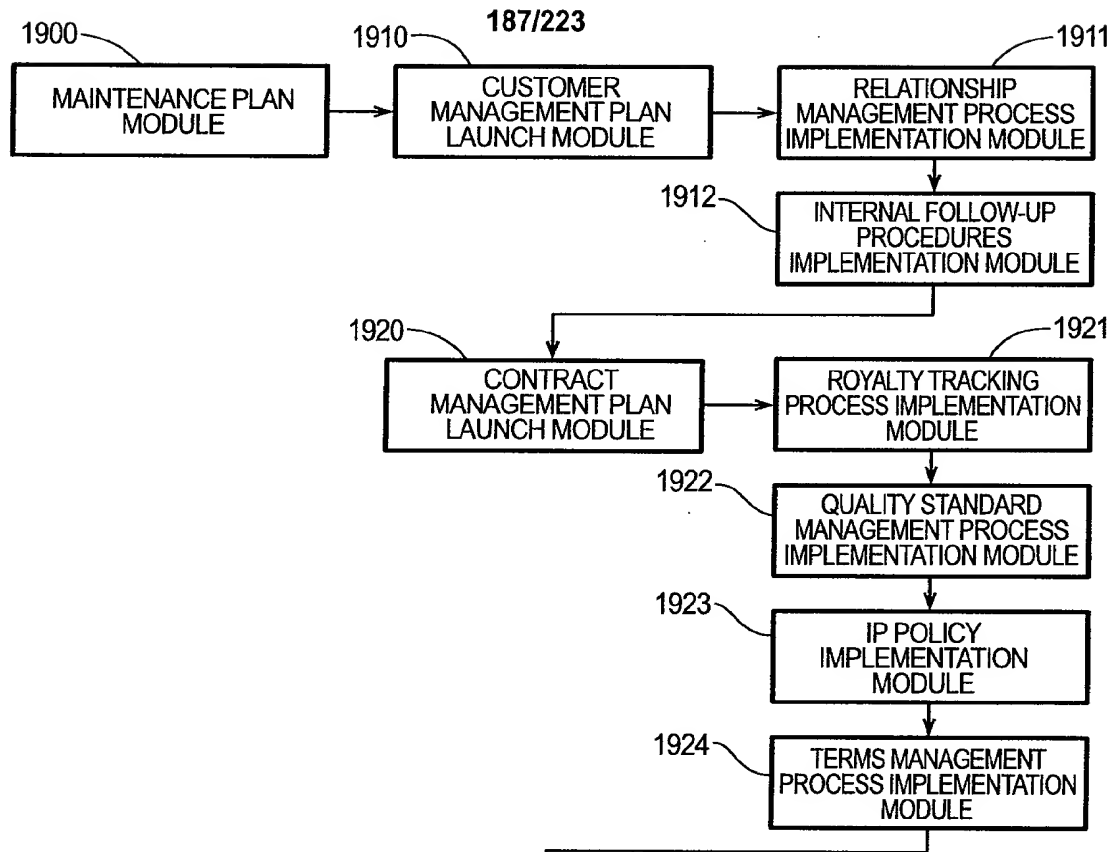 187/223
1900
MAINTENANCE PLAN
MODULE
1910
CUSTOMER
MANAGEMENT PLAN
LAUNCH MODULE
1911
RELATIONSHIP
MANAGEMENT PROCESS
IMPLEMENTATION MODULE
1912
INTERNAL FOLLOW-UP
PROCEDURES
IMPLEMENTATION MODULE
1920
CONTRACT
MANAGEMENT PLAN
LAUNCH MODULE
1921
ROYALTY TRACKING
PROCESS IMPLEMENTATION
MODULE
1922
QUALITY STANDARD
MANAGEMENT PROCESS
IMPLEMENTATION MODULE
1923
IP POLICY
IMPLEMENTATION
MODULE
1924
TERMS MANAGEMENT
PROCESS IMPLEMENTATION
MODULE